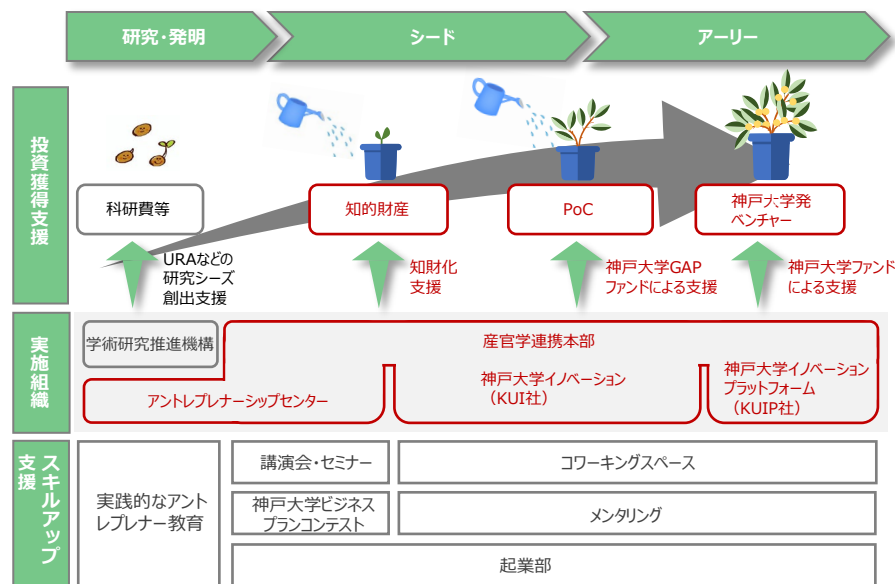 研究・発明
シード
アーリー
投資獲得支援
科研費等
知的財産
PoC
神戸大学発
ベンチャー
URAなどの
研究シーズ
創出支援
知財化
支援
神戸大学GAP
ファンドによる支援
神戸大学ファンド
による支援
実施組織
学術研究推進機構
産官学連携本部
アントレプレナーシップセンター
神戸大学イノベーション
（KUI社）
神戸大学イノベーション
プラットフォーム
（KUIP社）
スキルアップ
支援
実践的なアント
レプレナー教育
講演会・セミナー
コワーキングスペース
神戸大学ビジネス
プランコンテスト
メンタリング
起業部